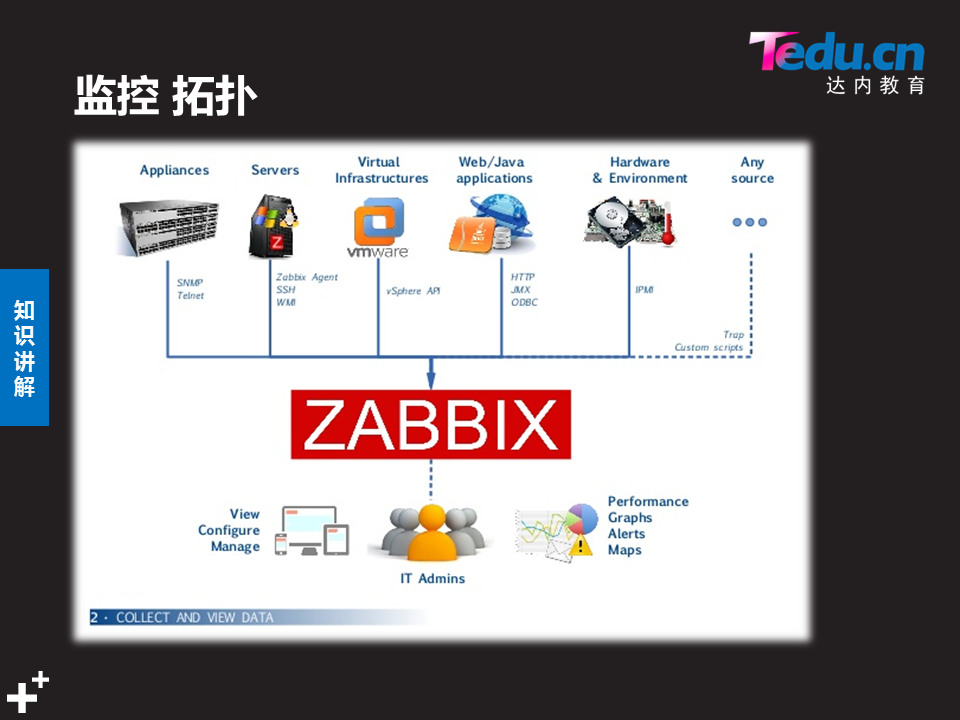 Tedu.cn
达内教育
监控 拓扑
知
识
讲
解
Appliances
Servers
Virtual
Infrastructures
Web/Java
applications
Hardware
& Environment
Any
source
vmware
Z
SNMP
Telnet
Zabbix Agent
SSH
WMI
vSphere API
HTTP
JMX
ODBC
IPMI
Trap
Custom scripts
ZABBIX
View
Configure
Manage
IT Admins
Performance
Graphs
Alerts
Maps
2 · COLLECT AND VIEW DATA